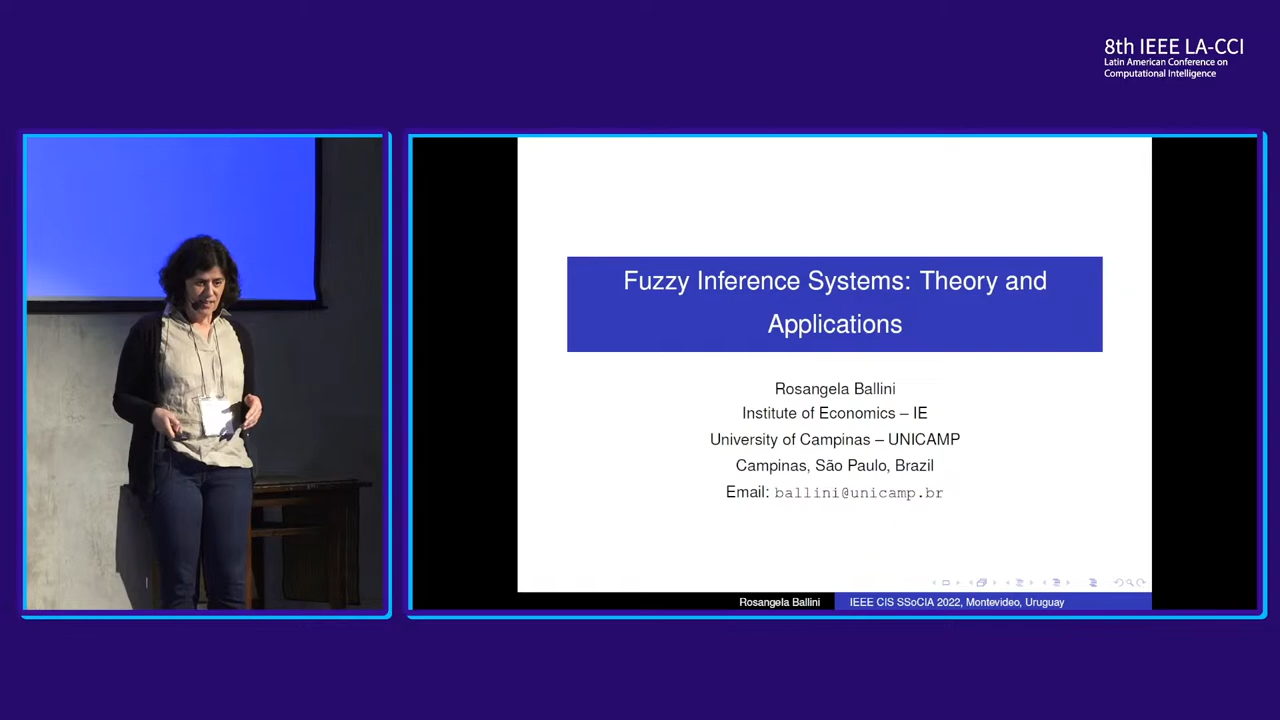 8th IEEE LA-CCI
Latin American Conference on
Computational Intelligence
Fuzzy Inference Systems: Theory and
Applications
Rosangela Ballini
Institute of Economics – IE
University of Campinas – UNICAMP
Campinas, São Paulo, Brazil
Email: ballini@unicamp.br
Rosangela Ballini
IEEE CIS SSoCIA 2022, Montevideo, Uruguay